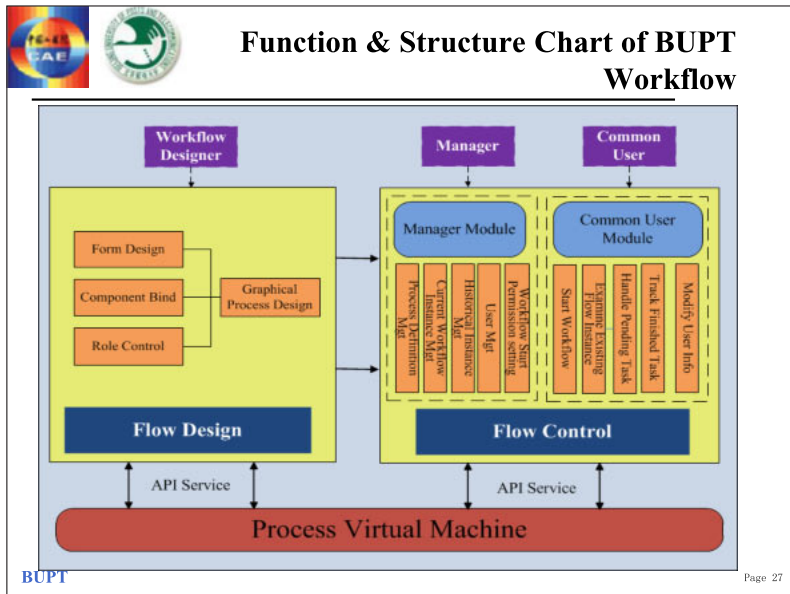 CAE
Function & Structure Chart of BUPT
Workflow
Workflow
Designer
Manager
Common
User
Form Design
Component Bind
Role Control
Graphical
Process Design
Flow Design
Manager Module
Process Definition
Mgt
Current Workflow
Instance Mgt
Historical Instance
Mgt
User Mgt
Workflow Start
Permission setting
Common User
Module
Start Workflow
Examine Existing
Flow Instance
Handle Pending Task
Track Finished Task
Modify User Info
Flow Control
API Service
API Service
Process Virtual Machine
BUPT
Page 27